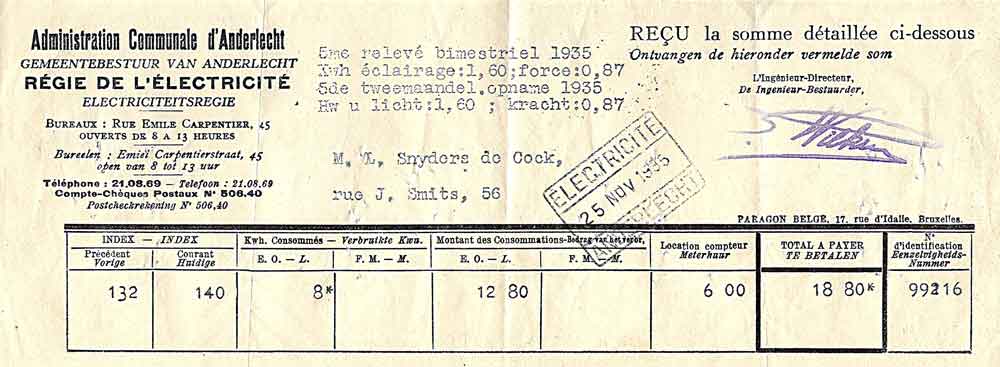 Administration Communale d'Anderlecht
GEMEENTEBESTUUR VAN ANDERLECHT
RÉGIE DE L'ÉLECTRICITÉ
ELECTRICITEITSREGIE
BUREAUX : RUE EMILE CARPENTIER, 45
OUVERTS DE 8 A 13 HEURES
Bureelen : Emiel Carpentierstraat, 45
open van 8 tot 13 uur
Téléphone : 21.08.69 — Telefoon : 21.08.69
Compte-Chèques Postaux N° 506.40
Postcheckrekening N° 506,40
5me relevé bimestriel 1935
Kwh éclairage:1,60;force:0,87
5de tweemaandel.opname 1935
Hw u licht:1,60 ; kracht:0,87
M. L. Snyders de Cock,
rue J. Smits, 56
ELECTRICITÉ
25 NOV 1935
ANDERLECHT
REÇU la somme détaillée ci-dessous
Ontvangen de hieronder vermelde som
L'Ingénieur-Directeur,
De Ingenieur-Bestuurder,
PARAGON BELGE, 17, rue d'Idalie, Bruxelles.
INDEX — INDEX
Kwh. Consommés — Verbruikte Kwu.
Montant des Consommations-Bedrag van het verbr.
Location compteur
Meterhuur
TOTAL A PAYER
TE BETALEN
N°
d'identification
Eenzelvigheids-
Nummer
Précédent
Vorige
Courant
Huidige
E. O. — L.
F. M. — M.
E. O. — L.
F. M. — M.
132 140 8* 12 80 6 00 18 80* 99216